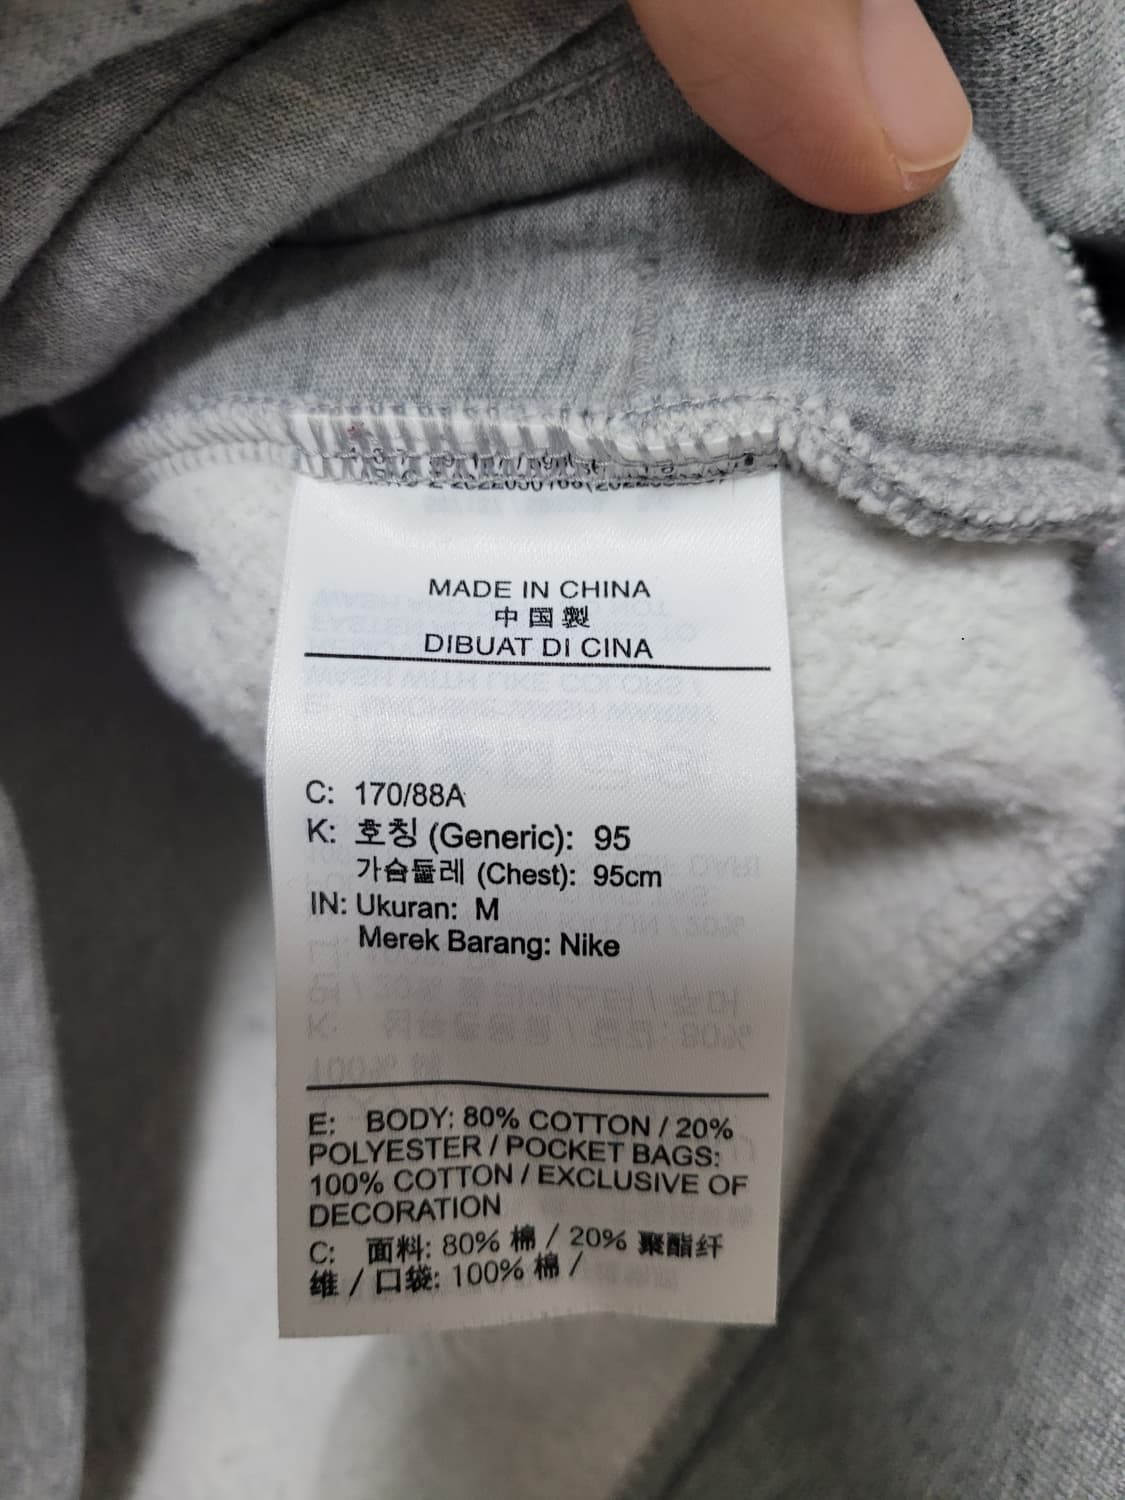 MADE IN CHINA
中国製
DIBUAT DI CINA
C: 170/88A
K: 호칭 (Generic): 95
가슴둘레 (Chest): 95cm
IN: Ukuran: M
Merek Barang: Nike
E: BODY: 80% COTTON / 20%
POLYESTER / POCKET BAGS:
100% COTTON / EXCLUSIVE OF
DECORATION
C: 面料: 80% 棉 / 20% 聚酯纤
维 / 口袋: 100% 棉 /